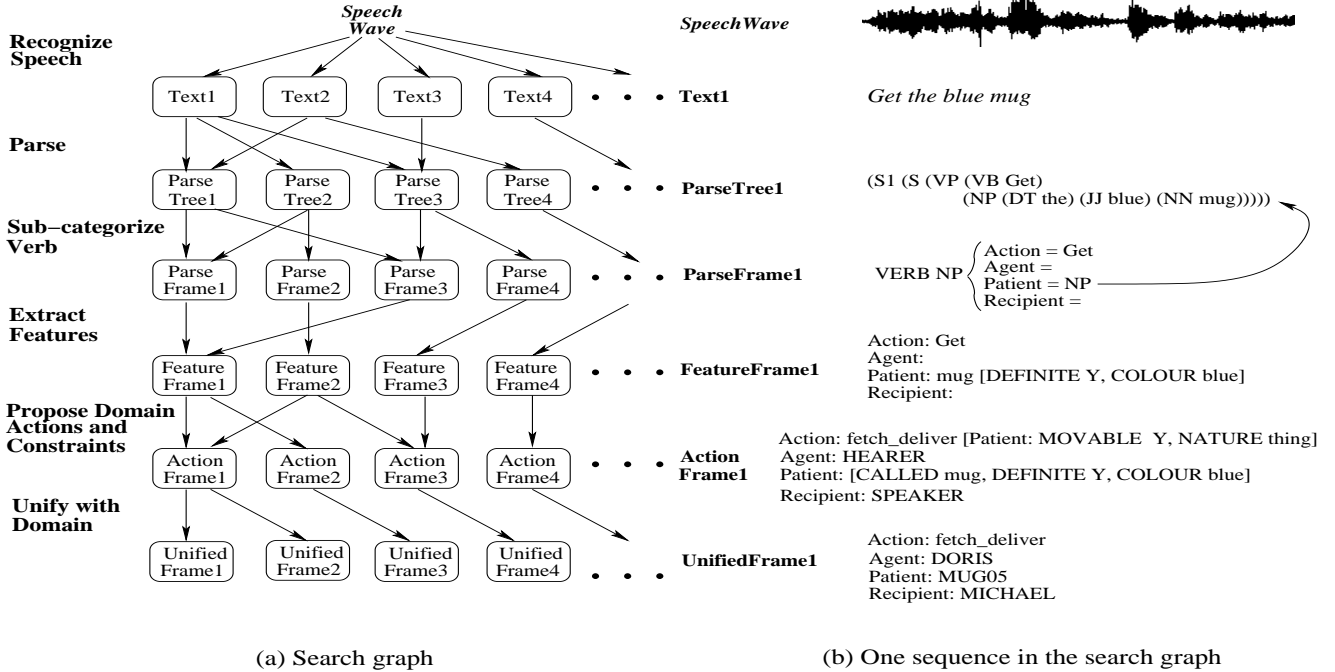 Speech
Wave
Recognize
Speech
Text1 Text2 Text3 Text4 • • •
Parse
Parse
Tree1
Parse
Tree2
Parse
Tree3
Parse
Tree4
• • •
Sub-categorize
Verb
Parse
Frame1
Parse
Frame2
Parse
Frame3
Parse
Frame4
• • •
Extract
Features
Feature
Frame1
Feature
Frame2
Feature
Frame3
Feature
Frame4
• • •
Propose Domain
Actions and
Constraints
Action
Frame1
Action
Frame2
Action
Frame3
Action
Frame4
• • •
Unify with
Domain
Unified
Frame1
Unified
Frame2
Unified
Frame3
Unified
Frame4
• • •
(a) Search graph
SpeechWave
Text1 Get the blue mug
ParseTree1
(S1 (S (VP (VB Get)
(NP (DT the) (JJ blue) (NN mug)))))
ParseFrame1
VERB NP
Action = Get
Agent =
Patient = NP
Recipient =
FeatureFrame1
Action: Get
Agent:
Patient: mug [DEFINITE Y, COLOUR blue]
Recipient:
Action
Frame1
Action: fetch_deliver [Patient: MOVABLE Y, NATURE thing]
Agent: HEARER
Patient: [CALLED mug, DEFINITE Y, COLOUR blue]
Recipient: SPEAKER
UnifiedFrame1
Action: fetch_deliver
Agent: DORIS
Patient: MUG05
Recipient: MICHAEL
(b) One sequence in the search graph